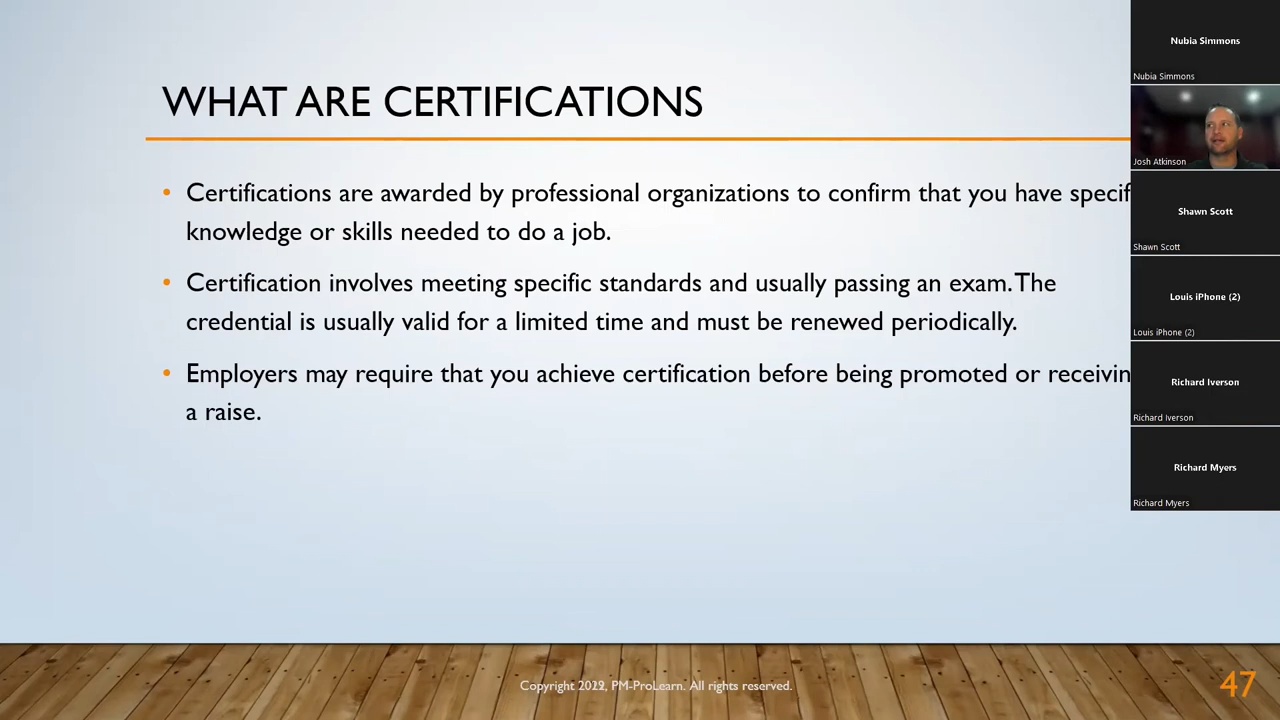 WHAT ARE CERTIFICATIONS
• Certifications are awarded by professional organizations to confirm that you have specif
knowledge or skills needed to do a job.
• Certification involves meeting specific standards and usually passing an exam. The
credential is usually valid for a limited time and must be renewed periodically.
• Employers may require that you achieve certification before being promoted or receivin
a raise.
Nubia Simmons
Nubia Simmons
Josh Atkinson
Shawn Scott
Shawn Scott
Louis iPhone (2)
Louis iPhone (2)
Richard Iverson
Richard Iverson
Richard Myers
Richard Myers
Copyright PM-ProLearn. All rights reserved.
47